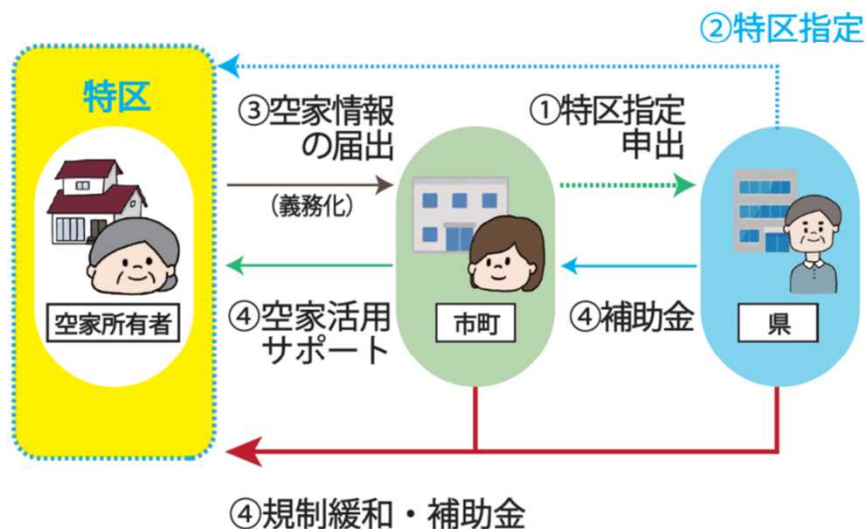 ②特区指定
特区
③空家情報
の届出
①特区指定
申出
(義務化)
空家所有者
④空家活用
サポート
市町
④補助金
県
④規制緩和・補助金